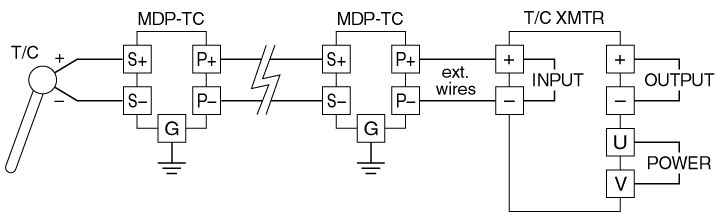 MDP-TC
MDP-TC
T/C XMTR
T/C
+
S+
P+
S+
P+
+
+
ext.
wires
INPUT
OUTPUT
–
S–
P–
S–
P–
–
–
G
G
U
POWER
V